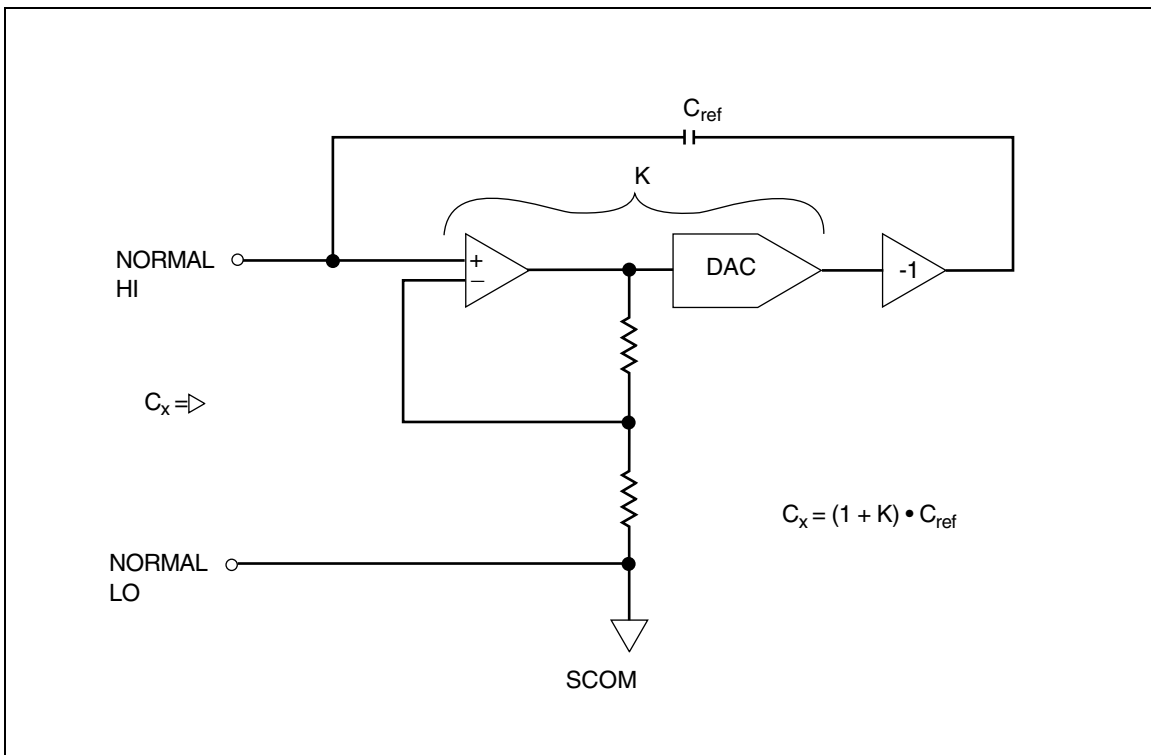 Cref
K
NORMAL
HI
+
−
DAC
-1
Cx =
Cx = (1 + K) • Cref
NORMAL
LO
SCOM